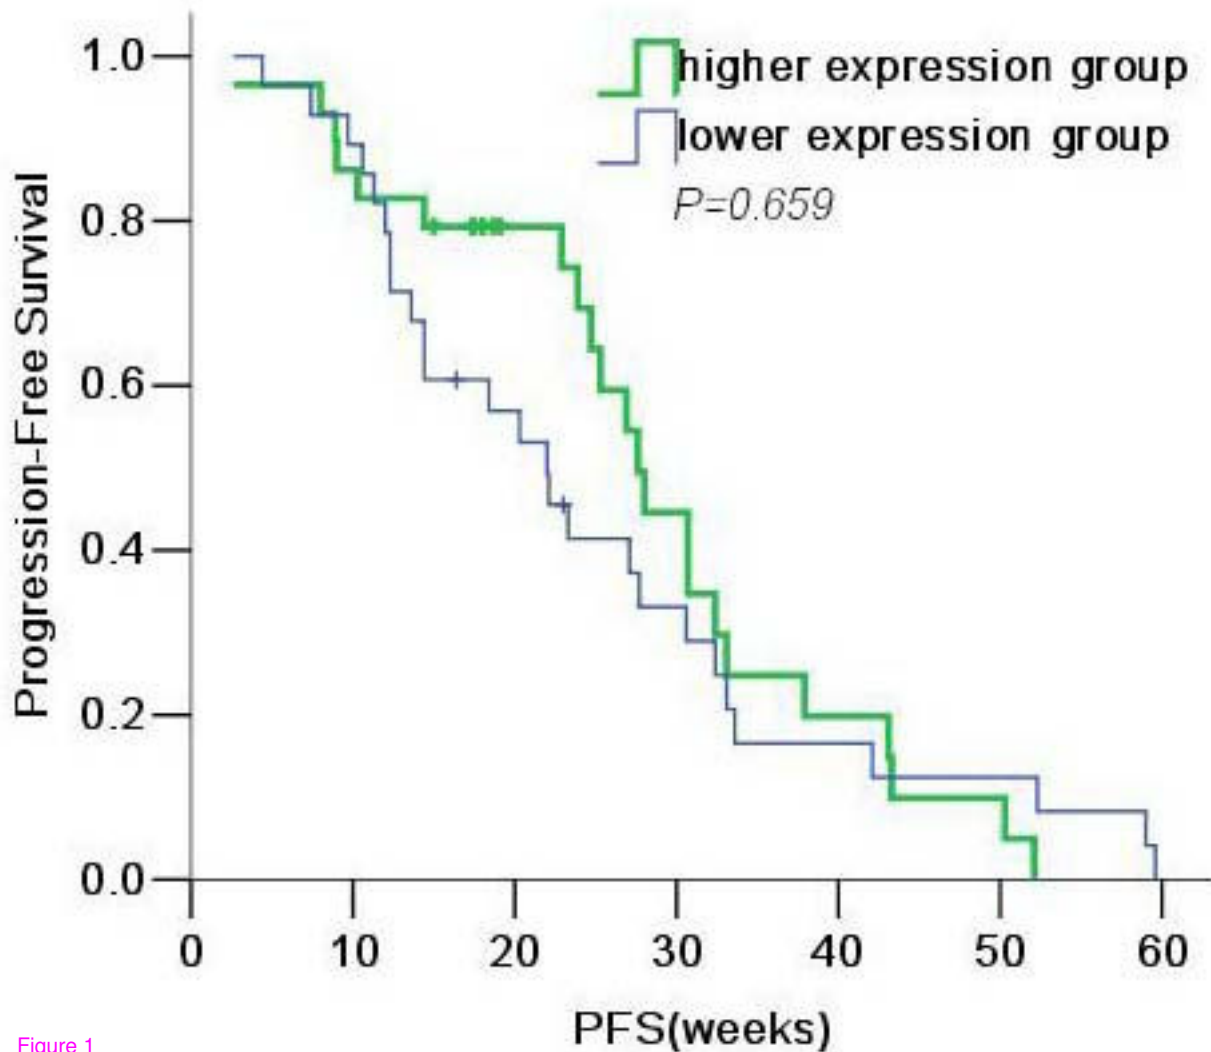 higher expression group
lower expression group
P=0.659
Progression-Free Survival
1.0
0.8
0.6
0.4
0.2
0.0
0 10 20 30 40 50 60
PFS(weeks)
Figure 1